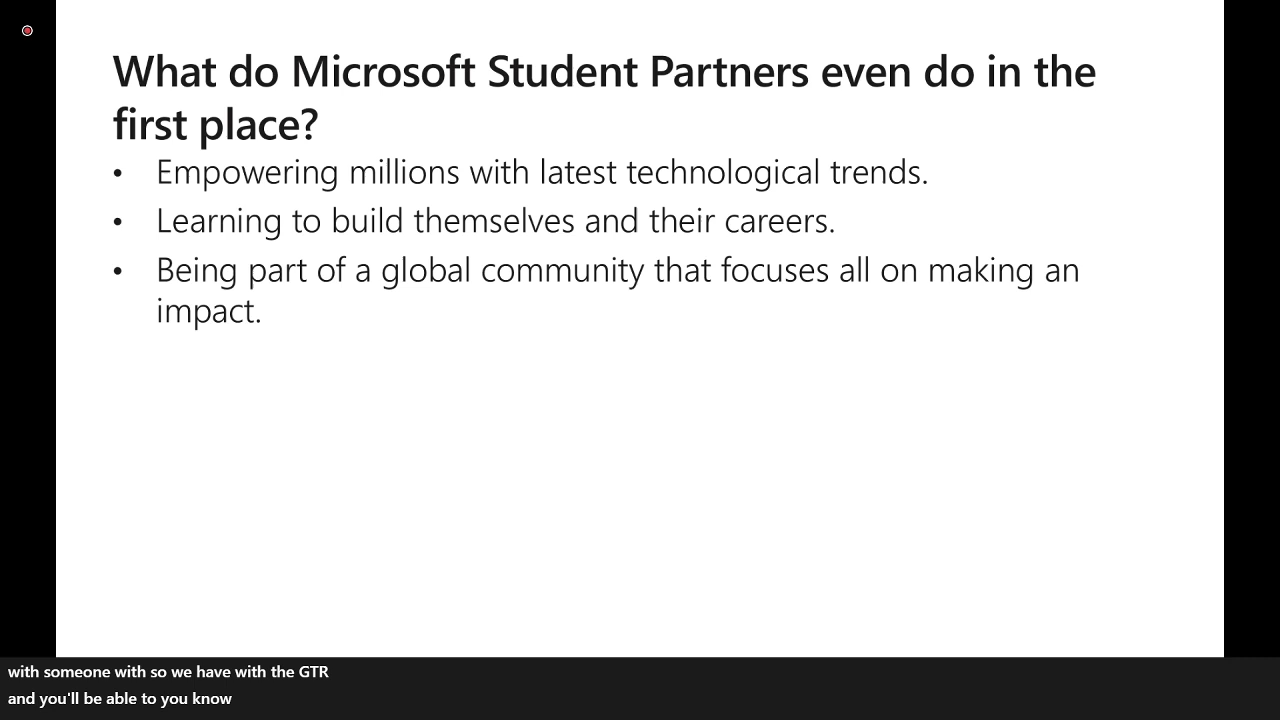 What do Microsoft Student Partners even do in the
first place?
• Empowering millions with latest technological trends.
• Learning to build themselves and their careers.
• Being part of a global community that focuses all on making an
impact.
with someone with so we have with the GTR
and you'll be able to you know